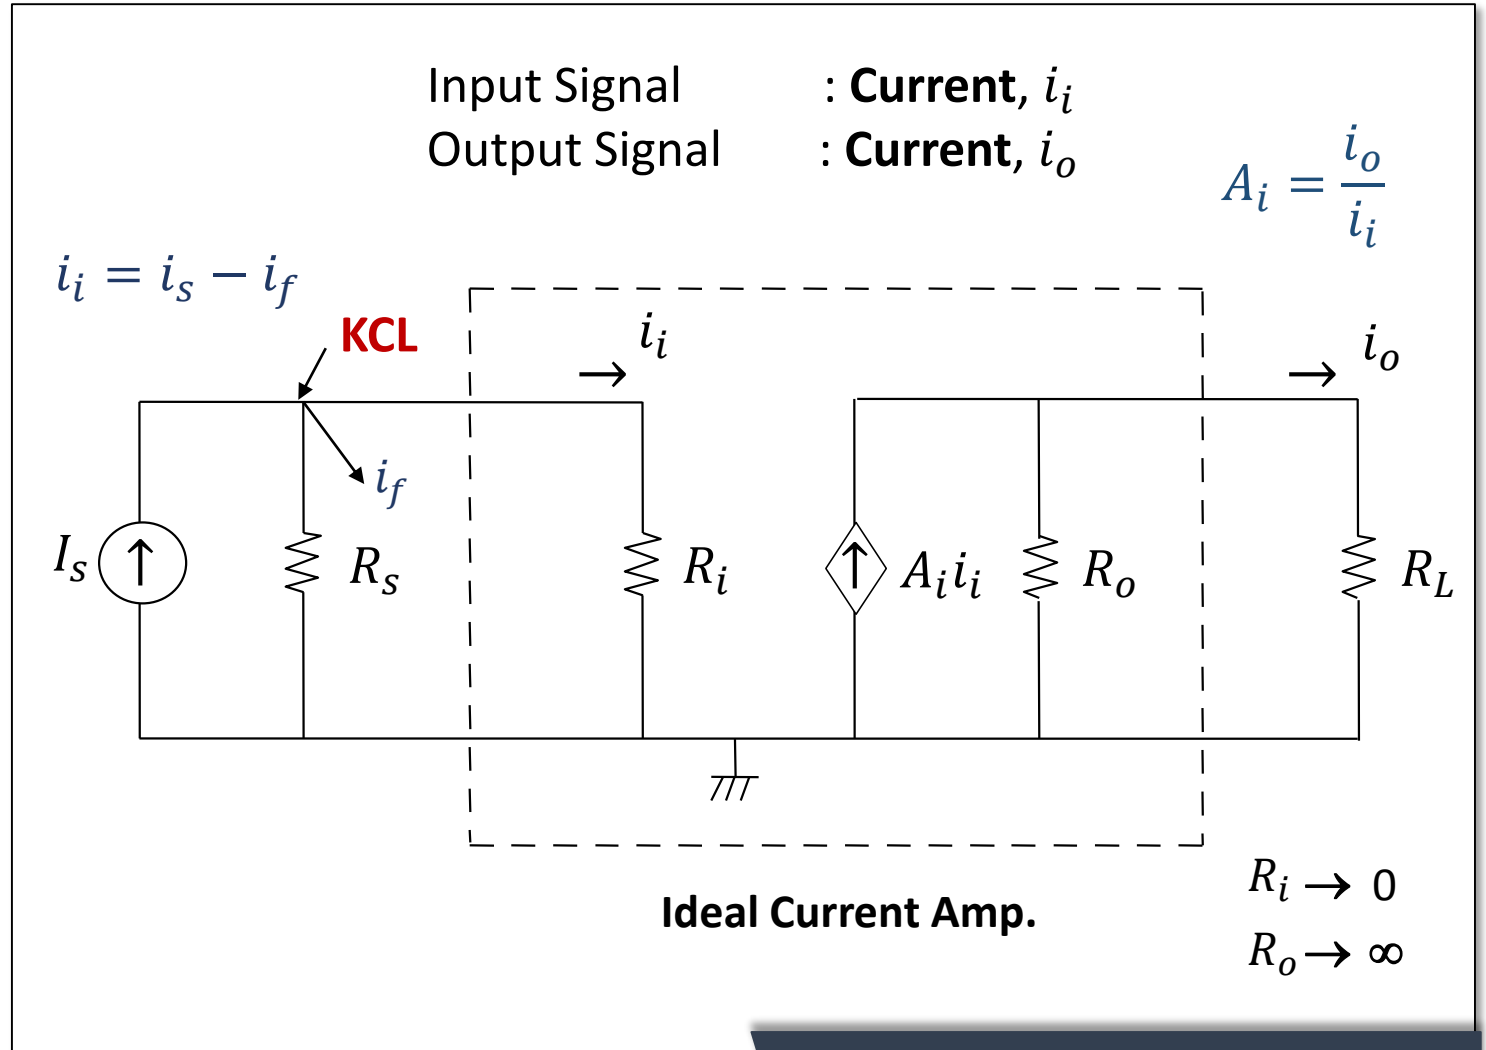 Input Signal : Current, i_i
Output Signal : Current, i_o
A_i = i_o / i_i
i_i = i_s − i_f
KCL
i_i
i_o
i_f
I_s
R_s
R_i
A_i i_i
R_o
R_L
Ideal Current Amp.
R_i → 0
R_o → ∞